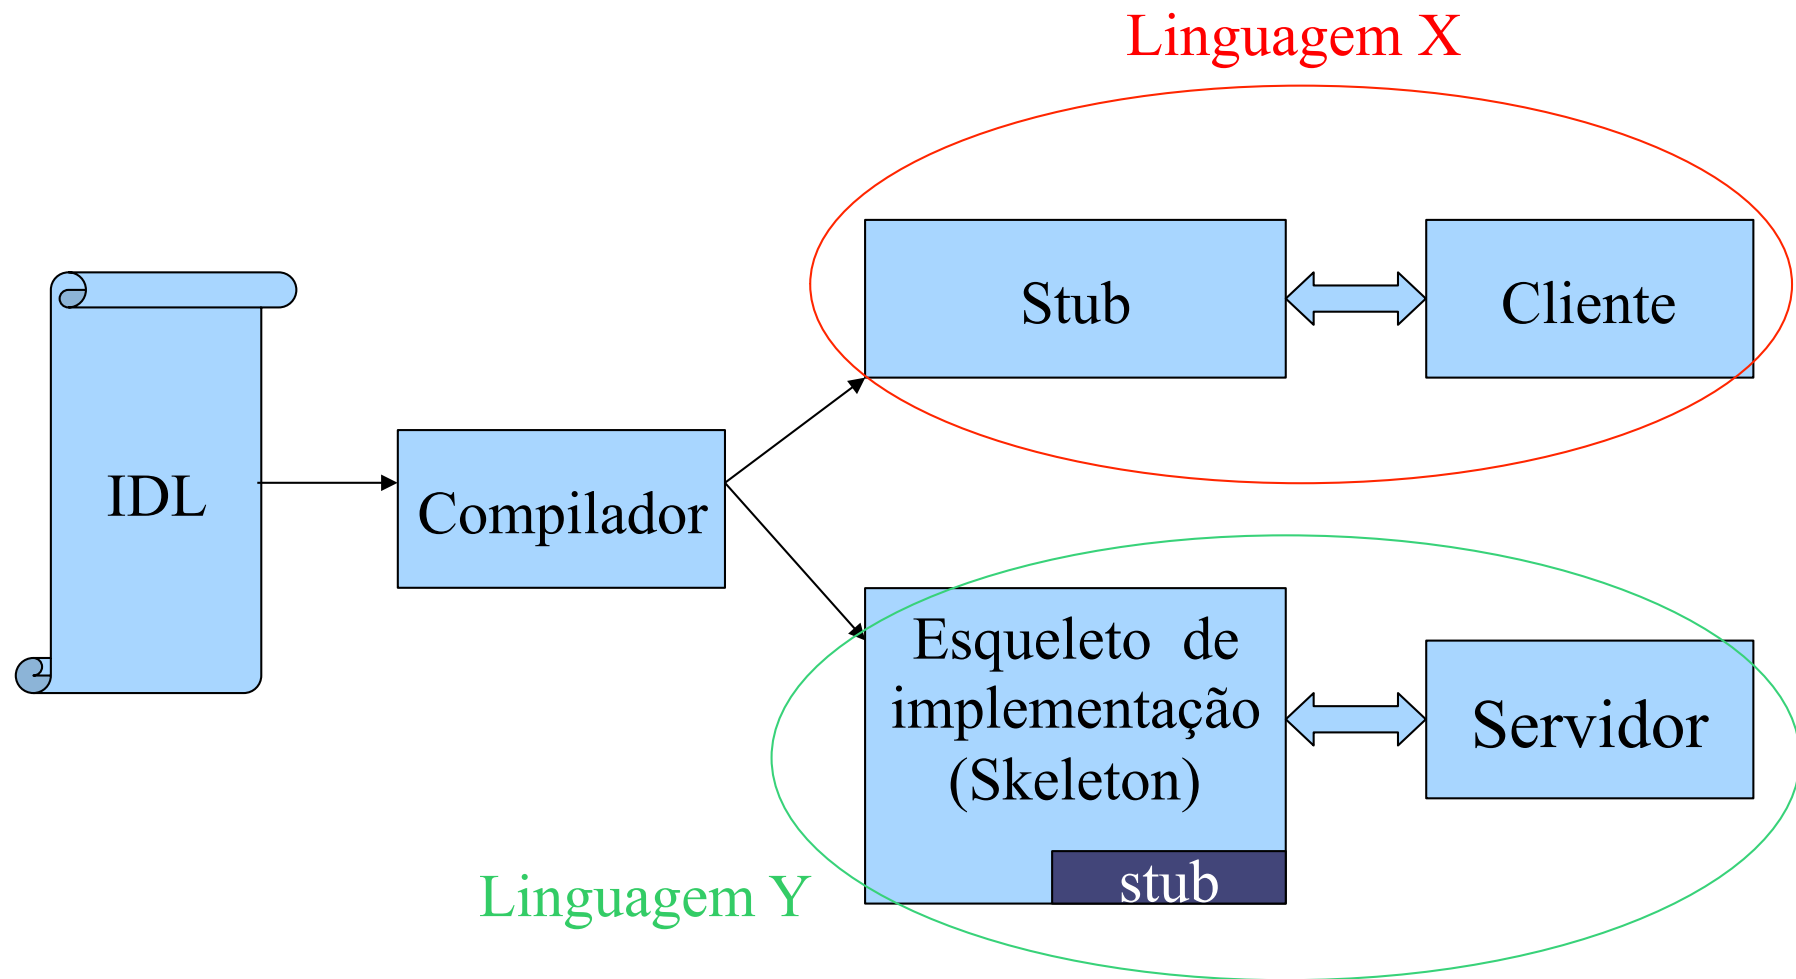 Linguagem X
Stub
Cliente
IDL
Compilador
Esqueleto de
implementação
(Skeleton)
Servidor
stub
Linguagem Y